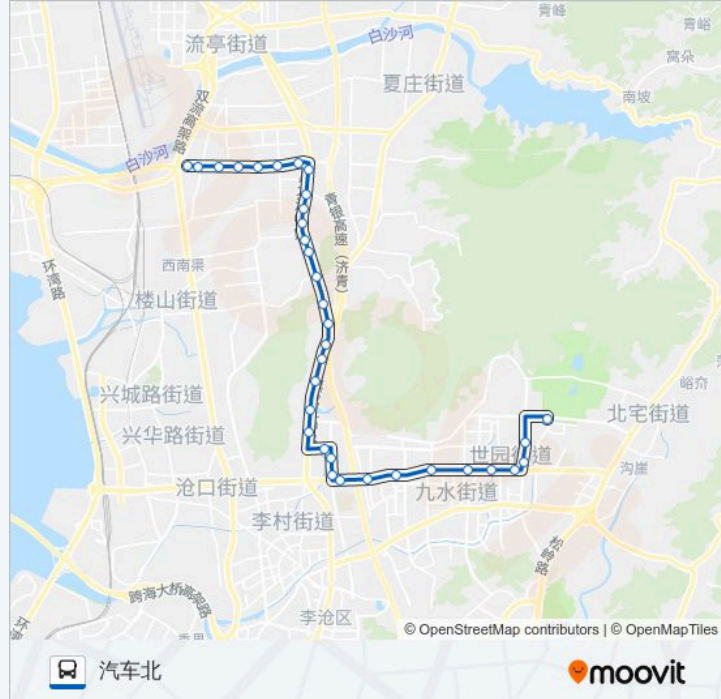 青峰
青峪
流亭街道
白沙河
窝朵
夏庄街道
南坡
双流高架路
白沙河
青银高速（济青）
西南渠
环湾路
楼山街道
峪夼
兴城路街道
北宅街道
兴华路街道
世园街道
沟崖
沧口街道
九水街道
李村街道
松岭路
跨海大桥高架路
李沧区
© OpenStreetMap contributors | © OpenMapTiles
汽车北
moovit